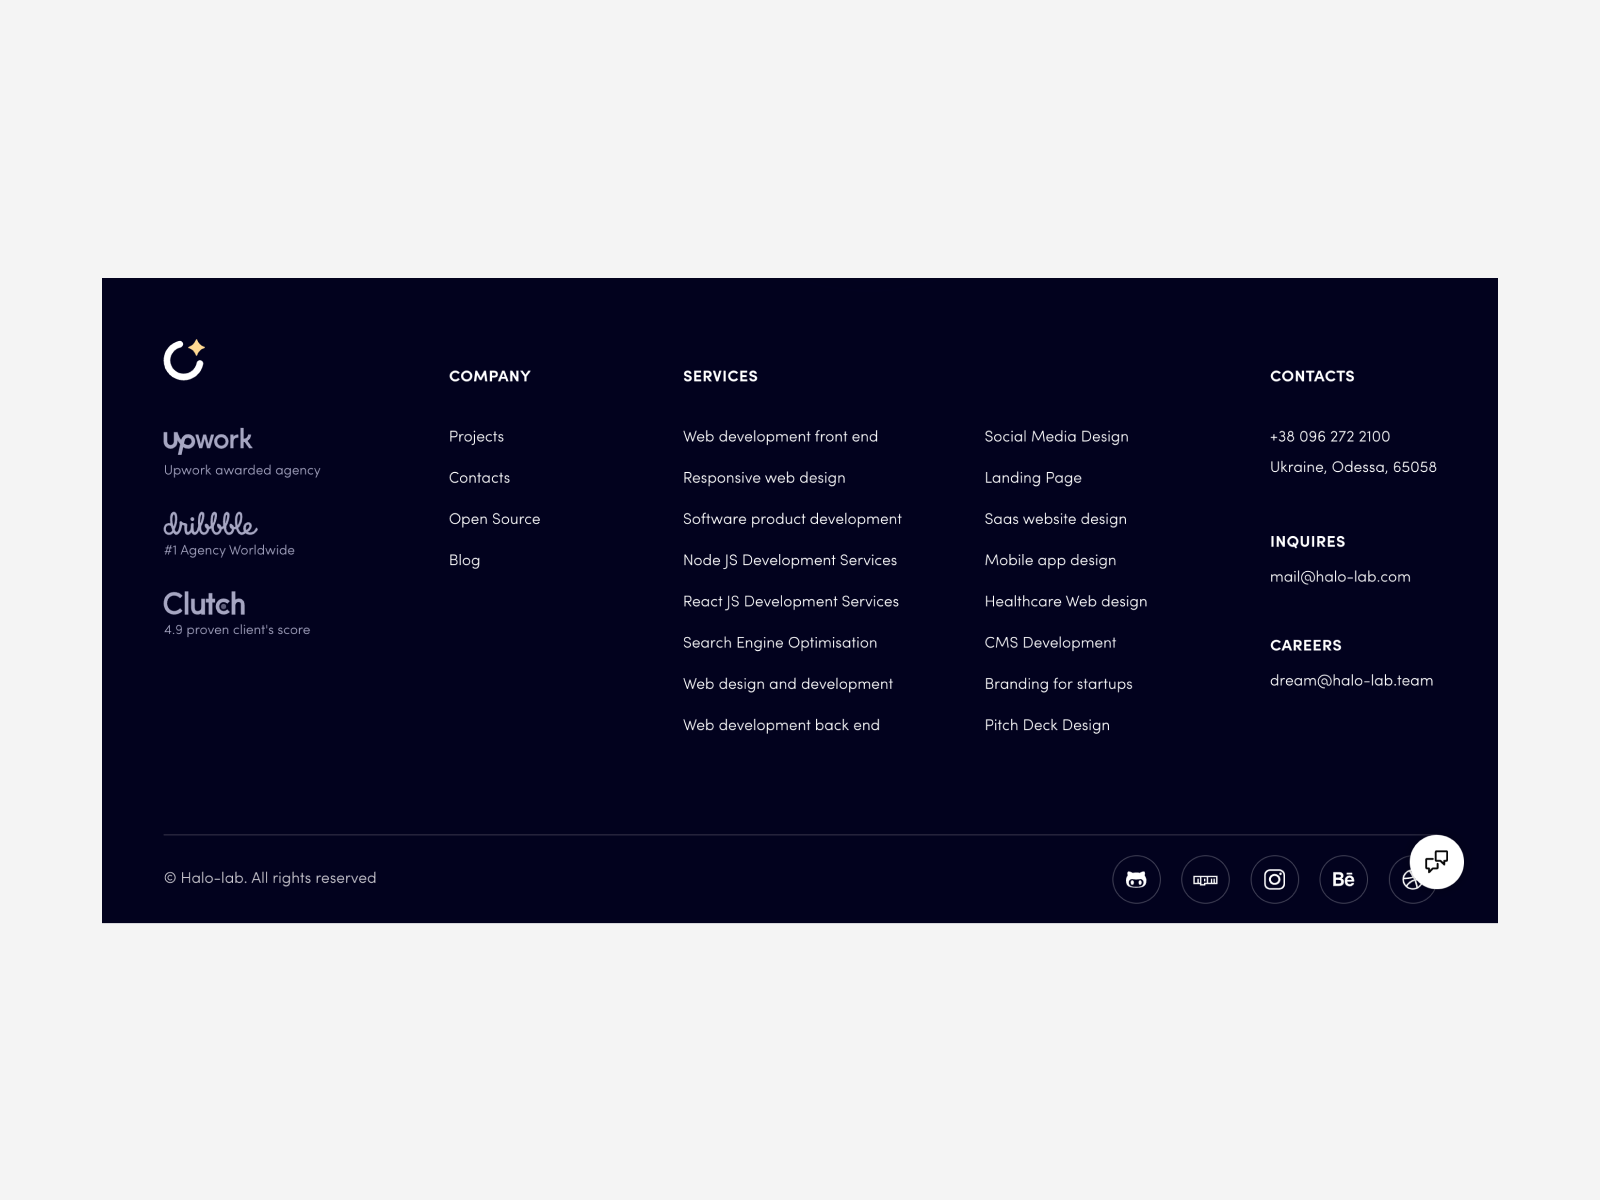 upwork
Upwork awarded agency
dribbble
#1 Agency Worldwide
Clutch
4.9 proven client's score
COMPANY
Projects
Contacts
Open Source
Blog
SERVICES
Web development front end
Responsive web design
Software product development
Node JS Development Services
React JS Development Services
Search Engine Optimisation
Web design and development
Web development back end
Social Media Design
Landing Page
Saas website design
Mobile app design
Healthcare Web design
CMS Development
Branding for startups
Pitch Deck Design
CONTACTS
+38 096 272 2100
Ukraine, Odessa, 65058
INQUIRES
mail@halo-lab.com
CAREERS
dream@halo-lab.team
© Halo-lab. All rights reserved
npm
Bē